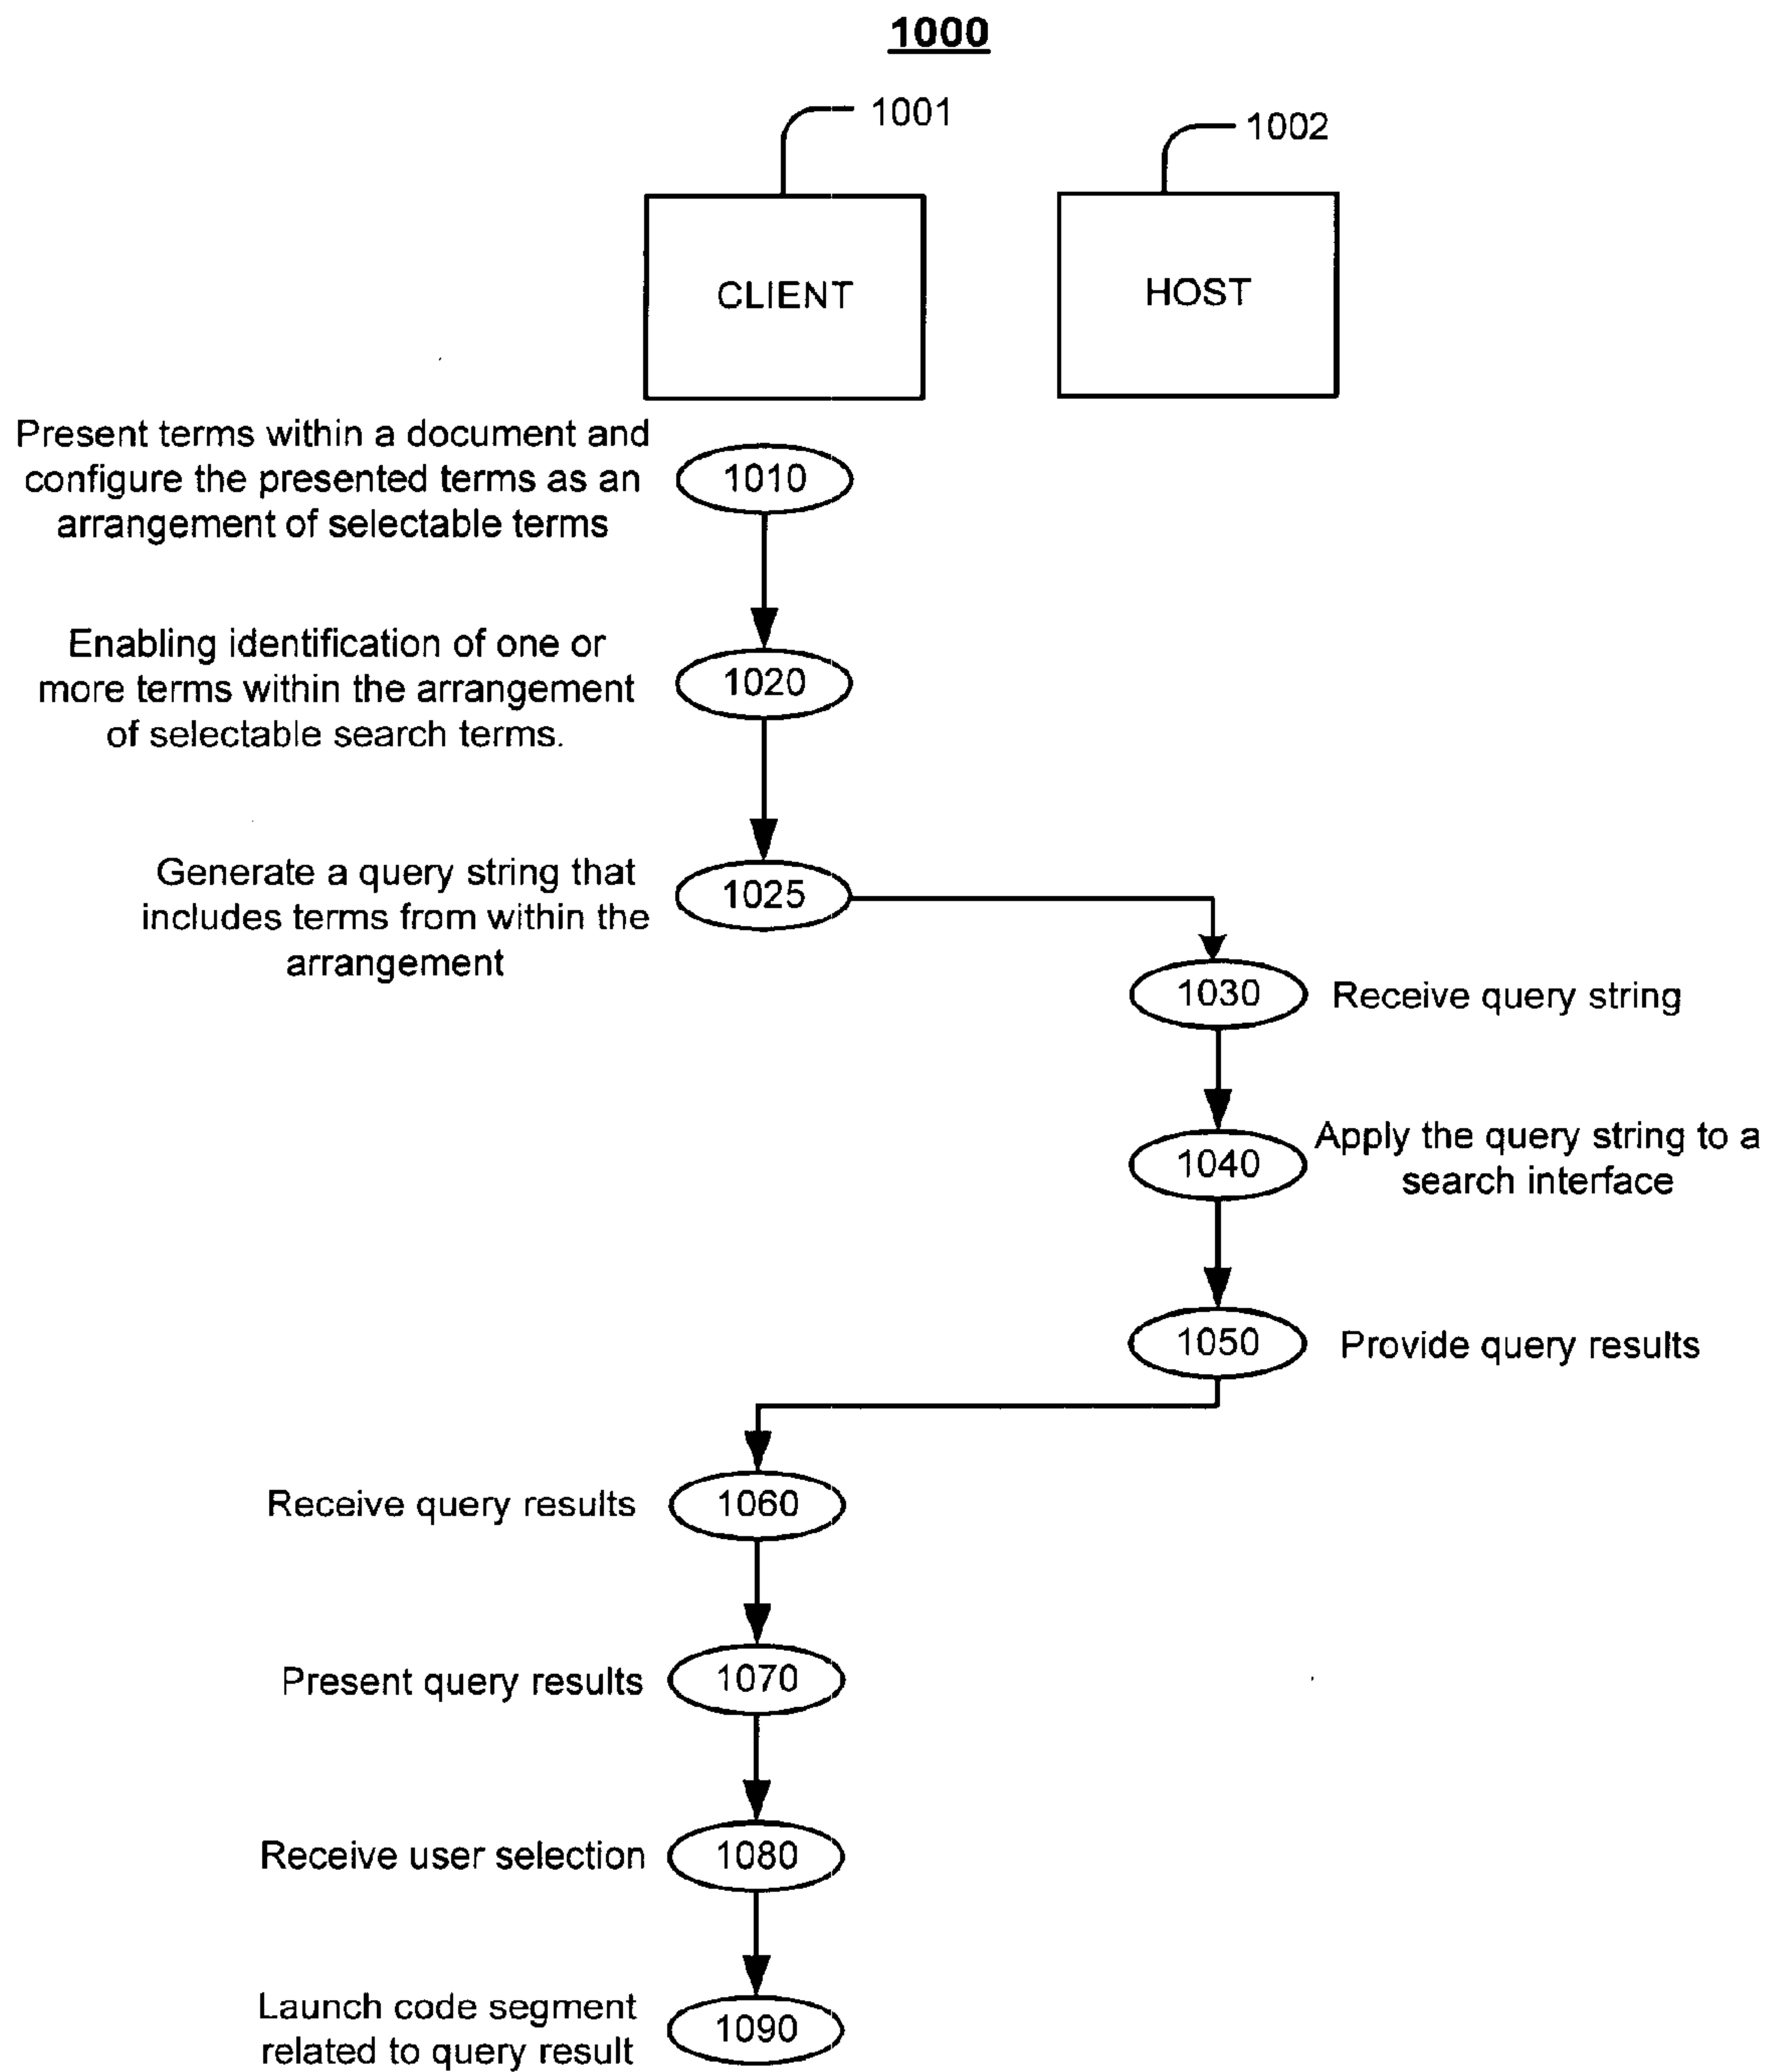 1000
1001
1002
CLIENT
HOST
Present terms within a document and
configure the presented terms as an
arrangement of selectable terms
1010
Enabling identification of one or
more terms within the arrangement
of selectable search terms.
1020
Generate a query string that
includes terms from within the
arrangement
1025
1030
Receive query string
1040
Apply the query string to a
search interface
1050
Provide query results
Receive query results
1060
Present query results
1070
Receive user selection
1080
Launch code segment
related to query result
1090